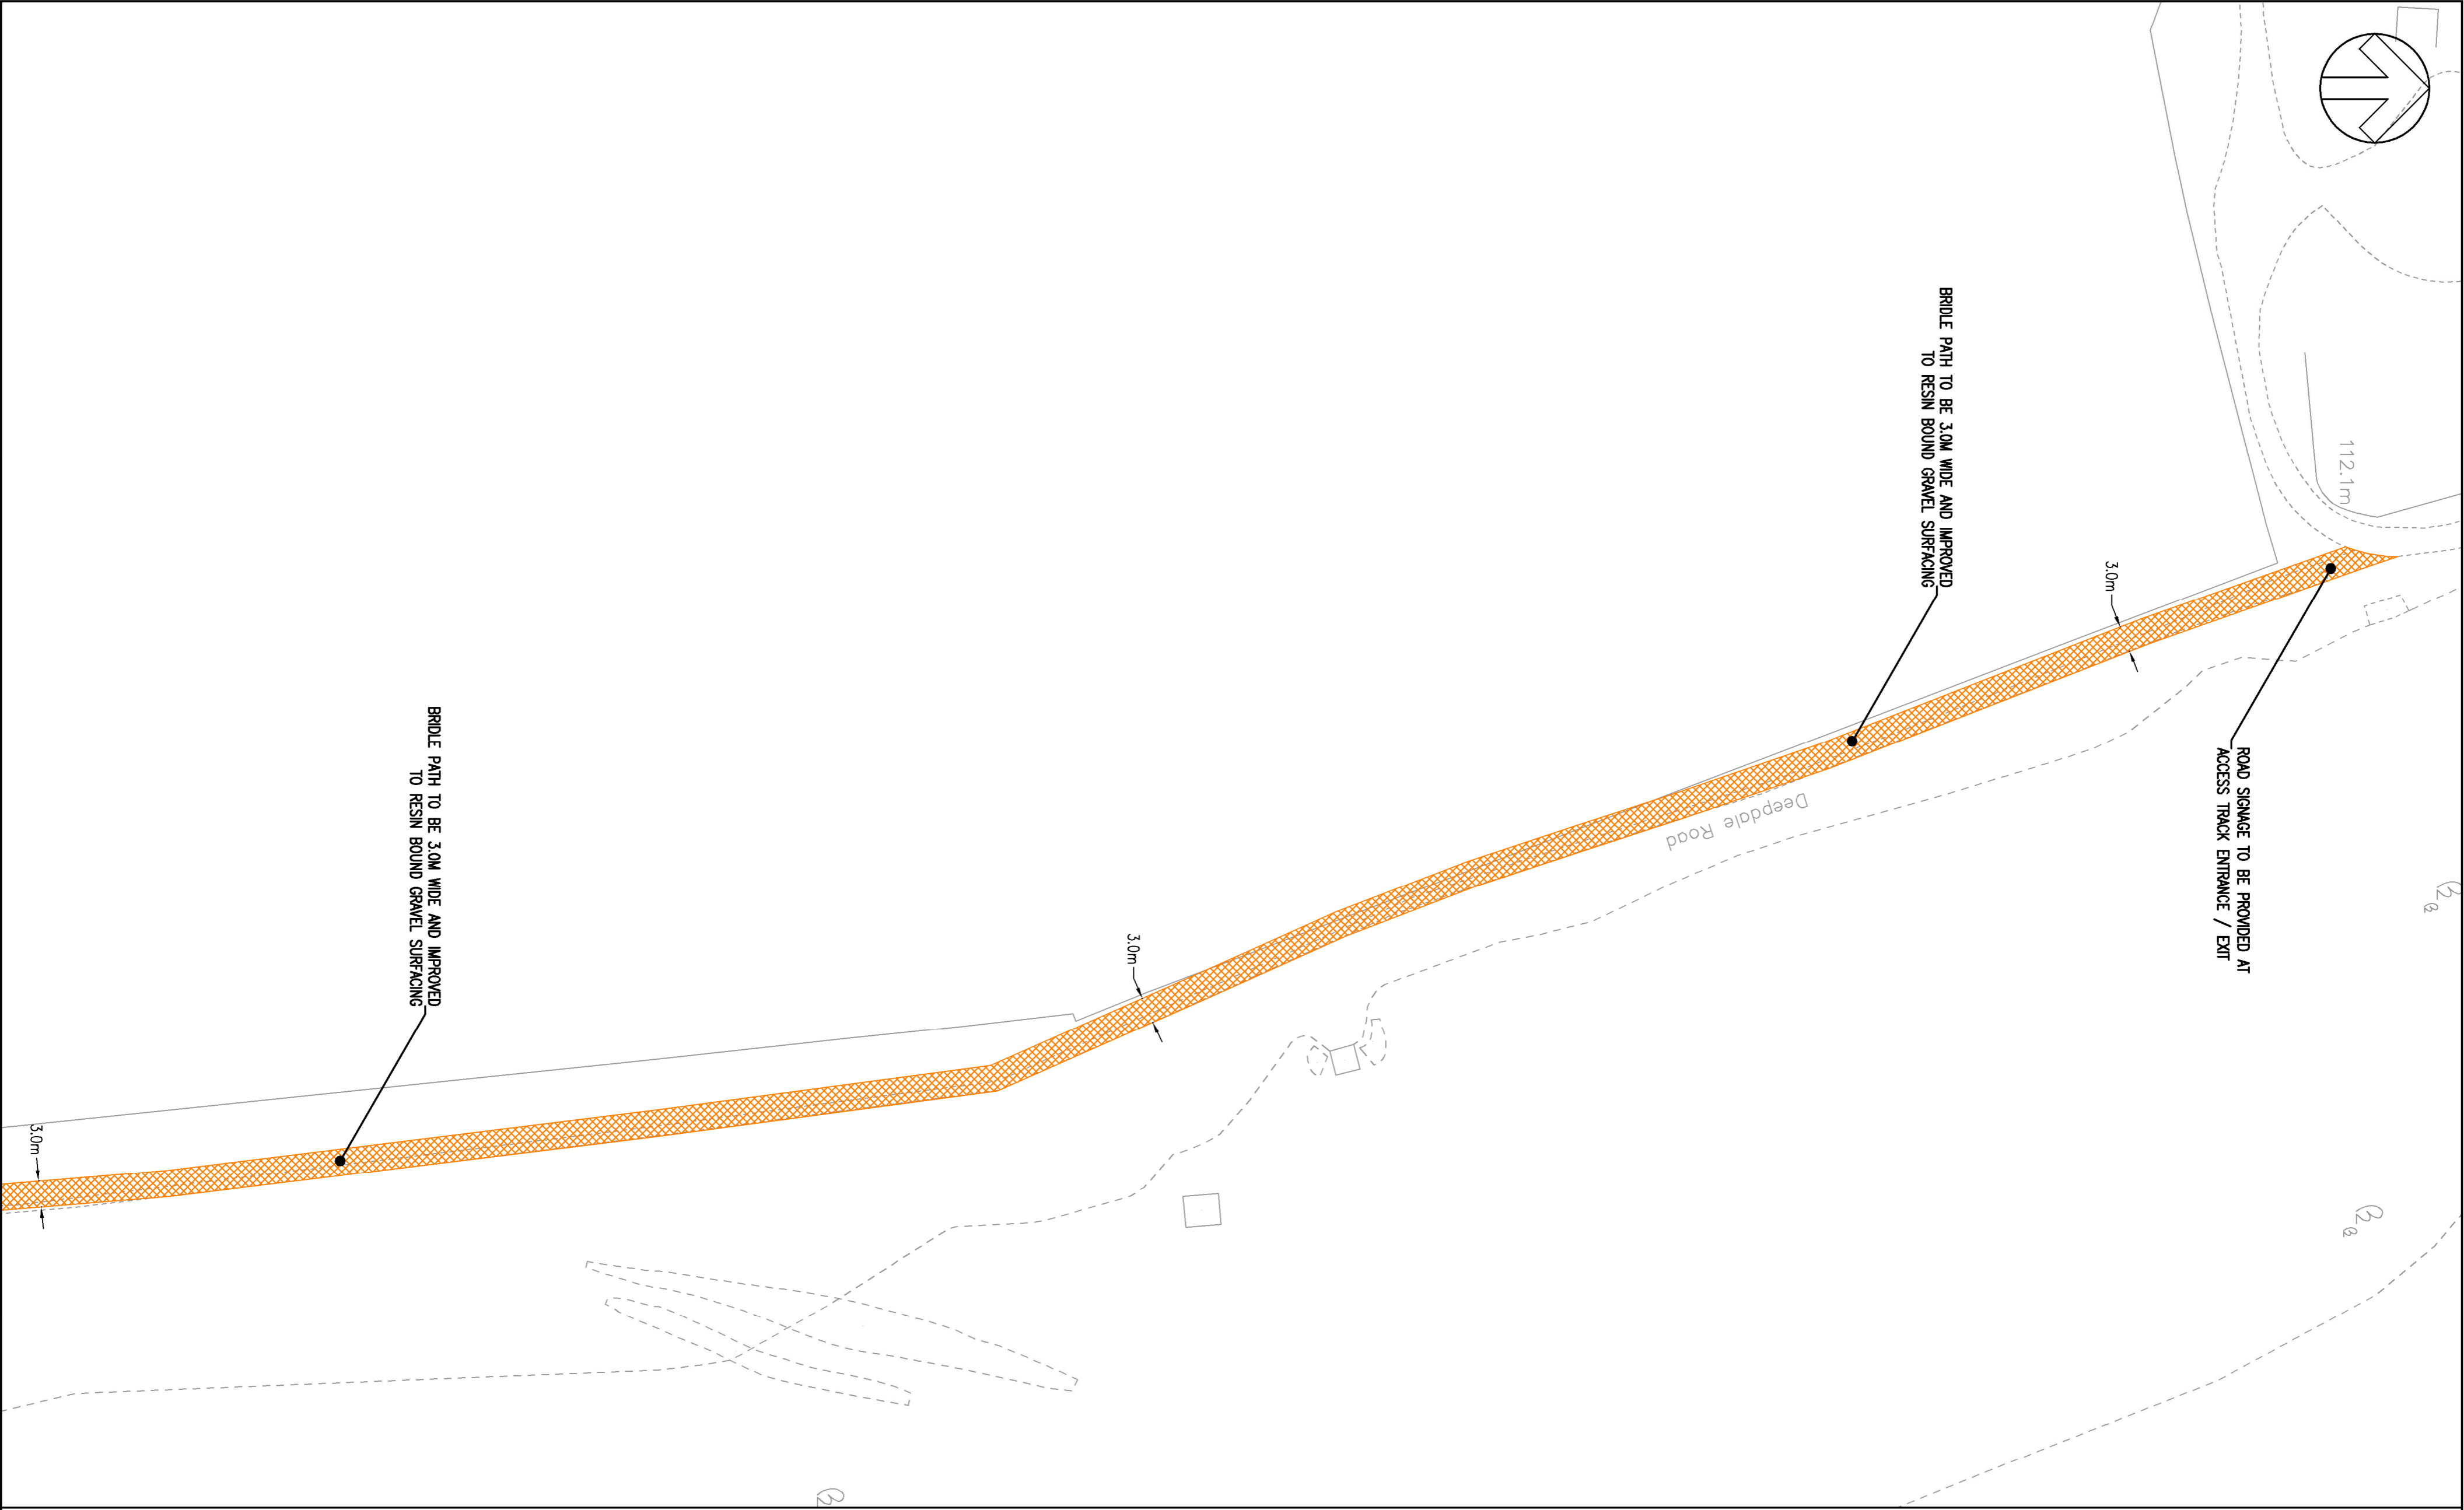 112.1m
ROAD SIGNAGE TO BE PROVIDED AT
ACCESS TRACK ENTRANCE / EXIT
3.0m
BRIDLE PATH TO BE 3.0M WIDE AND IMPROVED
TO RESIN BOUND GRAVEL SURFACING
Deepdale Road
3.0m
BRIDLE PATH TO BE 3.0M WIDE AND IMPROVED
TO RESIN BOUND GRAVEL SURFACING
3.0m